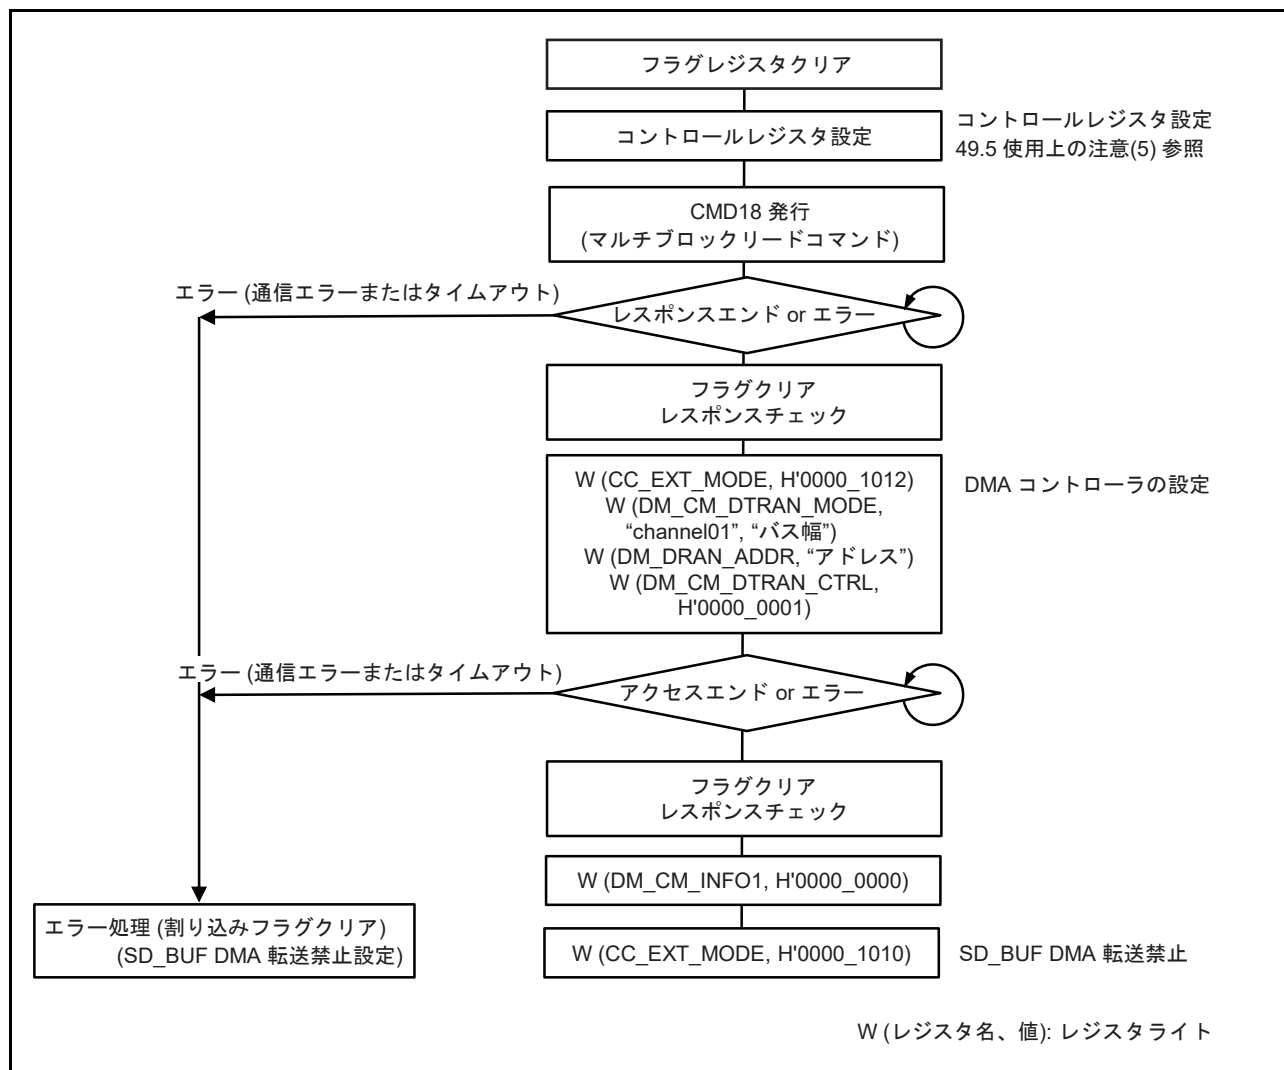 フラグレジスタクリア
コントロールレジスタ設定
コントロールレジスタ設定
49.5 使用上の注意(5) 参照
CMD18 発行
(マルチブロックリードコマンド)
エラー (通信エラーまたはタイムアウト)
レスポンスエンド or エラー
フラグクリア
レスポンスチェック
W (CC_EXT_MODE, H'0000_1012)
W (DM_CM_DTRAN_MODE,
“channel01”, “バス幅”)
W (DM_DRAN_ADDR, “アドレス”)
W (DM_CM_DTRAN_CTRL,
H'0000_0001)
DMA コントローラの設定
エラー (通信エラーまたはタイムアウト)
アクセスエンド or エラー
フラグクリア
レスポンスチェック
W (DM_CM_INFO1, H'0000_0000)
エラー処理 (割り込みフラグクリア)
(SD_BUF DMA 転送禁止設定)
W (CC_EXT_MODE, H'0000_1010)
SD_BUF DMA 転送禁止
W (レジスタ名、値): レジスタライト